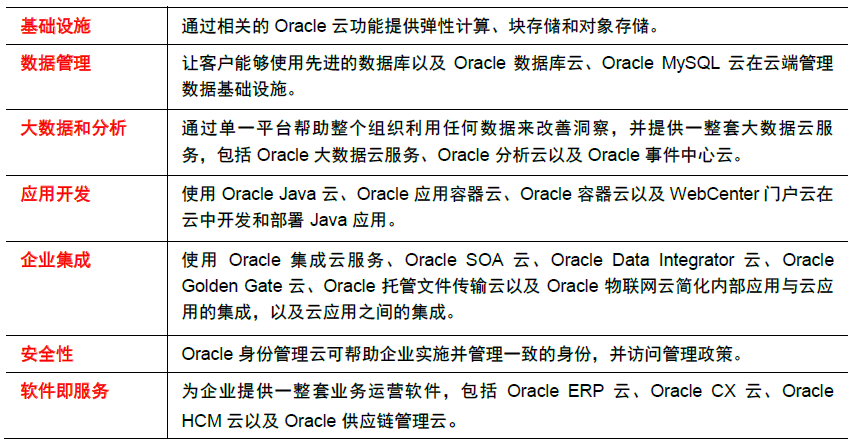 基础设施 通过相关的 Oracle 云功能提供弹性计算、块存储和对象存储。
数据管理 让客户能够使用先进的数据库以及 Oracle 数据库云、Oracle MySQL 云在云端管理
数据基础设施。
大数据和分析 通过单一平台帮助整个组织利用任何数据来改善洞察，并提供一整套大数据云服
务，包括 Oracle 大数据云服务、Oracle 分析云以及 Oracle 事件中心云。
应用开发 使用 Oracle Java 云、Oracle 应用容器云、Oracle 容器云以及 WebCenter 门户云在
云中开发和部署 Java 应用。
企业集成 使用 Oracle 集成云服务、Oracle SOA 云、Oracle Data Integrator 云、Oracle
Golden Gate 云、Oracle 托管文件传输云以及 Oracle 物联网云简化内部应用与云应
用的集成，以及云应用之间的集成。
安全性 Oracle 身份管理云可帮助企业实施并管理一致的身份，并访问管理政策。
软件即服务 为企业提供一整套业务运营软件，包括 Oracle ERP 云、Oracle CX 云、Oracle
HCM 云以及 Oracle 供应链管理云。